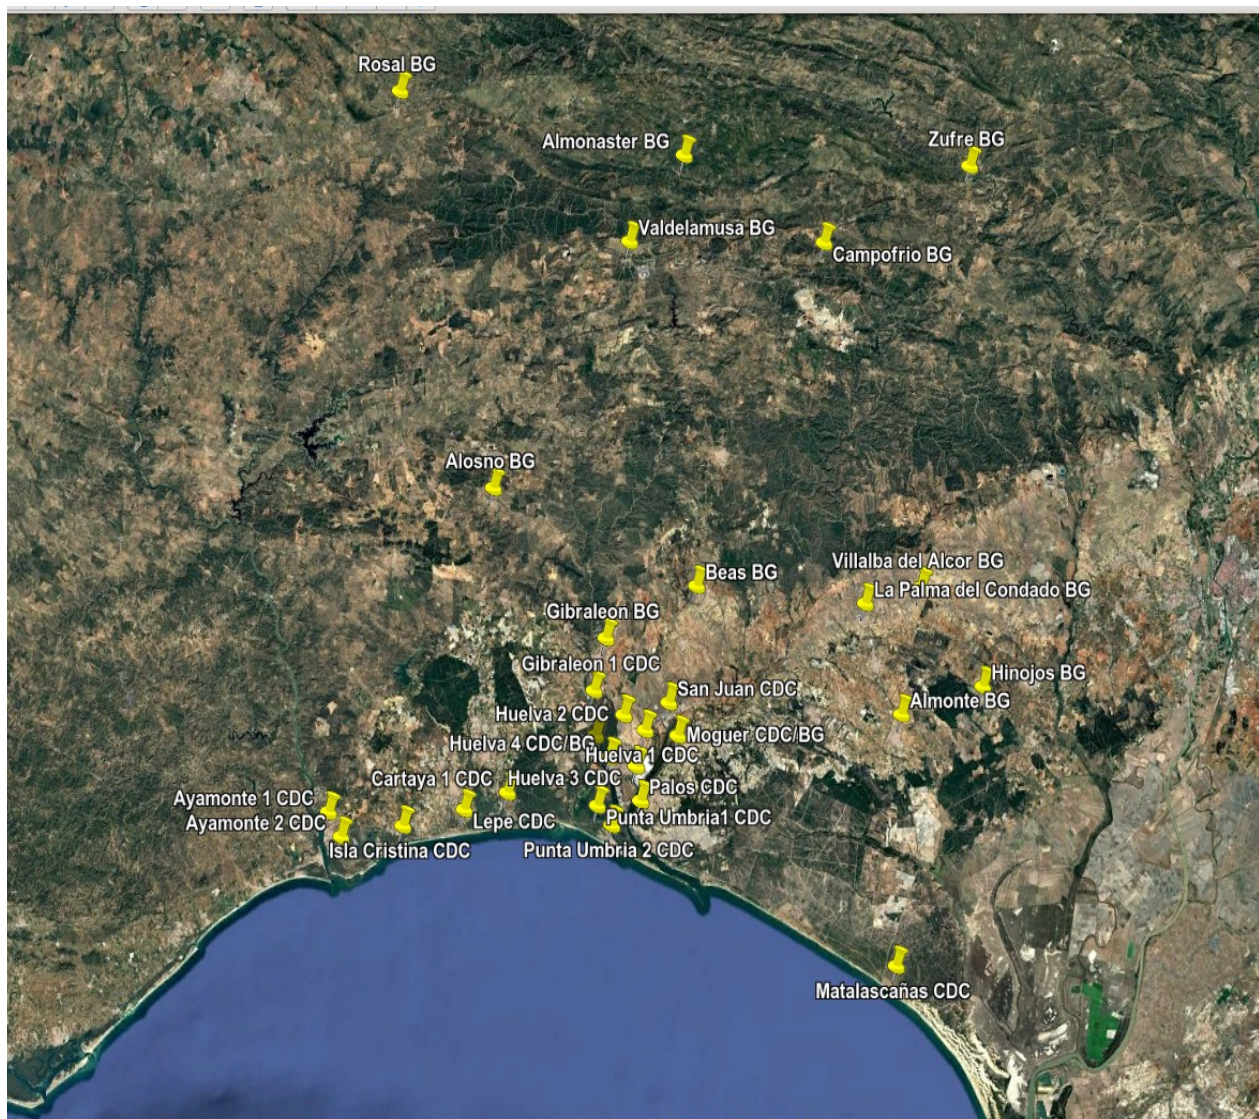 Rosal BG
Almonaster BG
Zufre BG
Valdelamusa BG
Campofrio BG
Alosno BG
Villalba del Alcor BG
Beas BG
La Palma del Condado BG
Gibraleon BG
Gibraleon 1 CDC
Hinojos BG
San Juan CDC
Almonte BG
Huelva 2 CDC
Moguer CDC/BG
Huelva 4 CDC/BG
Huelva 1 CDC
Cartaya 1 CDC
Huelva 3 CDC
Palos CDC
Ayamonte 1 CDC
Punta Umbria1 CDC
Lepe CDC
Ayamonte 2 CDC
Isla Cristina CDC
Punta Umbria 2 CDC
Matalascañas CDC